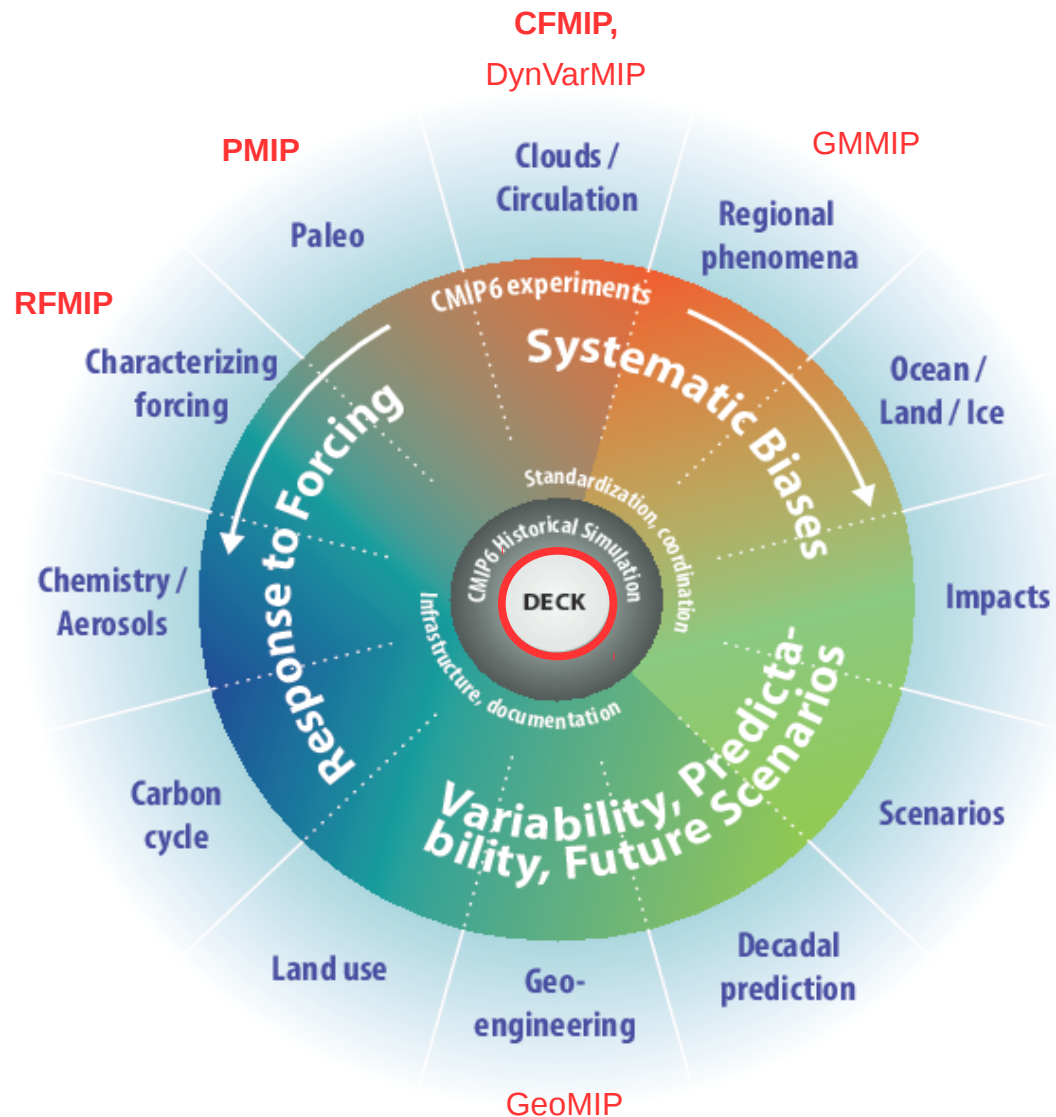 CFMIP,
DynVarMIP
PMIP
GMMIP
Clouds /
Circulation
Regional
phenomena
Paleo
RFMIP
Characterizing
forcing
CMIP6 experiments
Systematic Biases
Ocean /
Land / Ice
Response to Forcing
Standardization, coordination
CMIP6 Historical Simulation
DECK
Infrastructure, documentation
Chemistry /
Aerosols
Impacts
Variability, Predicta-
bility, Future Scenarios
Carbon
cycle
Scenarios
Land use
Geo-
engineering
Decadal
prediction
GeoMIP